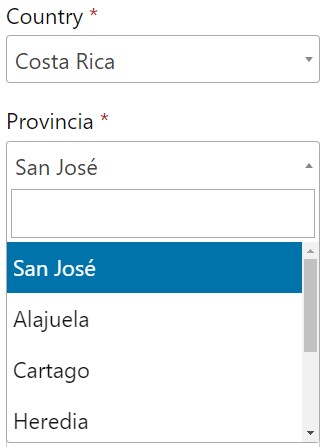 Country *
Costa Rica
Provincia *
San José
San José
Alajuela
Cartago
Heredia